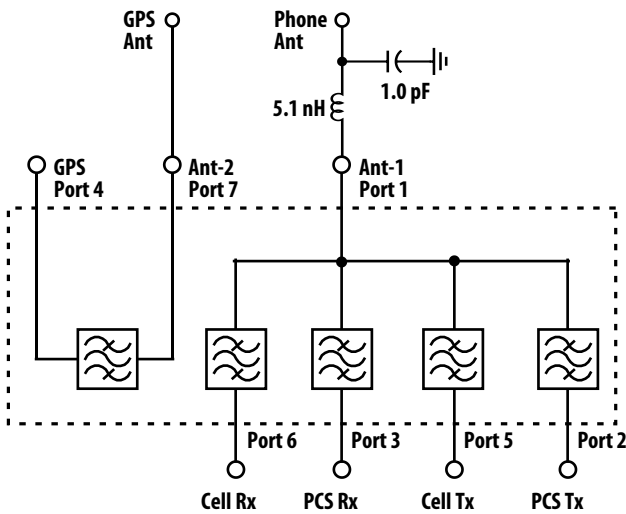 GPS
Ant
Phone
Ant
1.0 pF
5.1 nH
GPS
Port 4
Ant-2
Port 7
Ant-1
Port 1
Port 6
Port 3
Port 5
Port 2
Cell Rx
PCS Rx
Cell Tx
PCS Tx